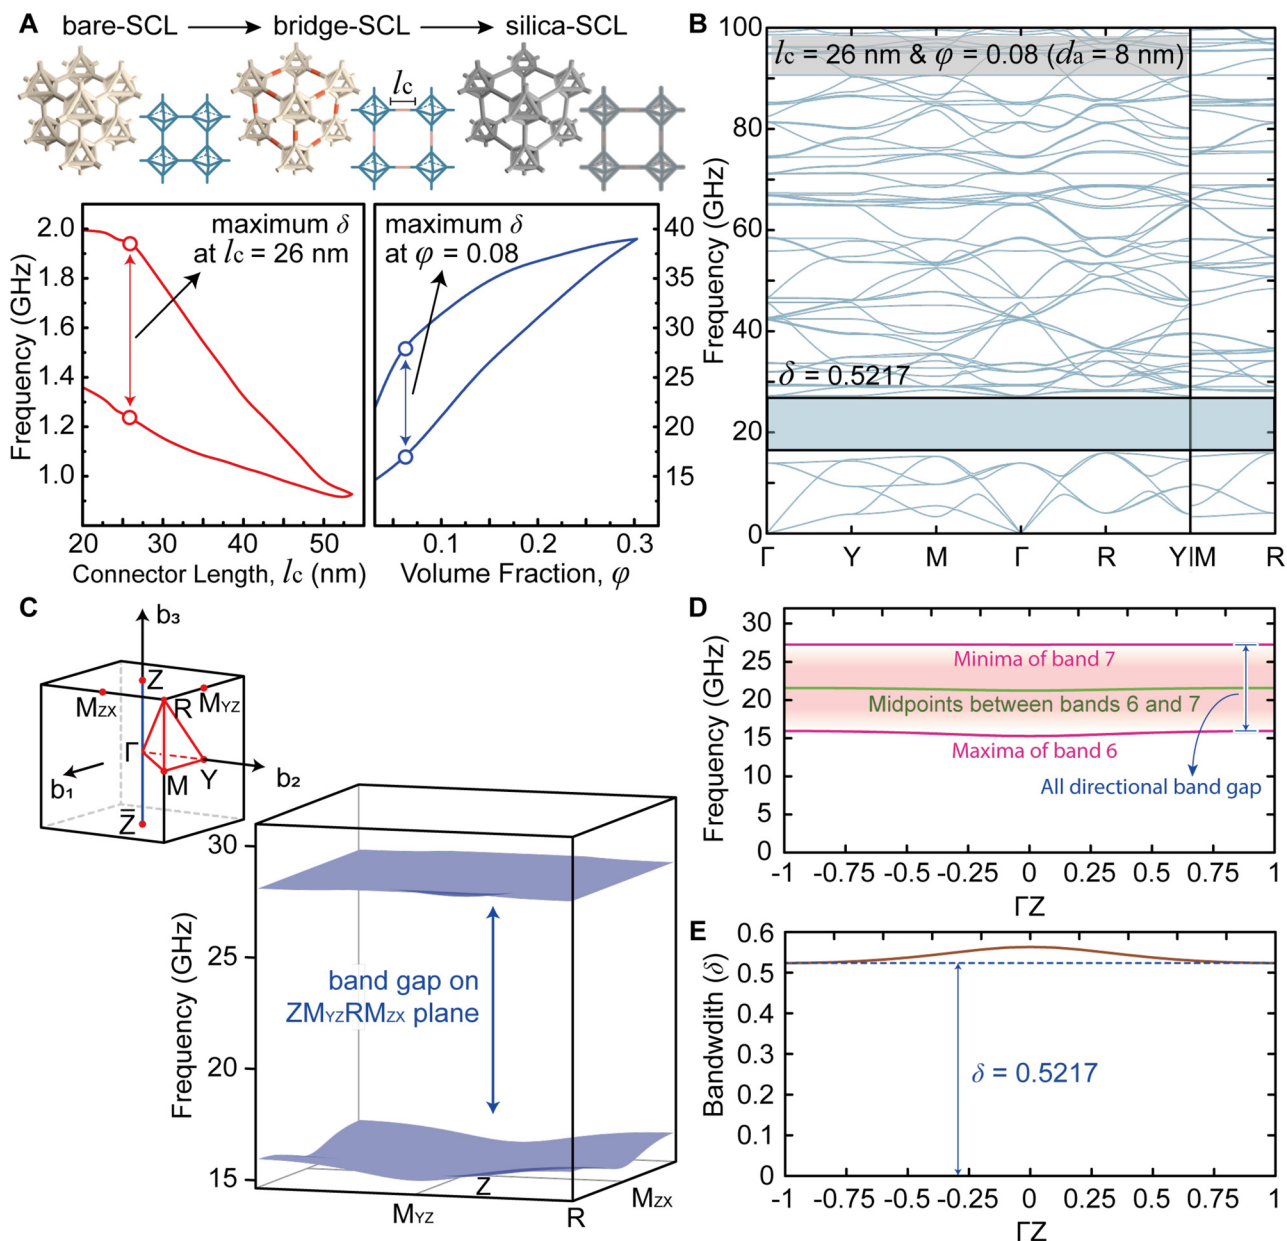 A
bare-SCL
bridge-SCL
silica-SCL
lc
maximum δ
at lc = 26 nm
Frequency (GHz)
2.0
1.8
1.6
1.4
1.2
1.0
20
30
40
50
Connector Length, lc (nm)
maximum δ
at φ = 0.08
40
35
30
25
20
15
Frequency (GHz)
0.1
0.2
0.3
Volume Fraction, φ
B
100
80
60
40
20
0
lc = 26 nm & φ = 0.08 (da = 8 nm)
δ = 0.5217
Γ
Y
M
Γ
R
Y|M
R
C
b₃
Z
MZX
R
MYZ
Γ
M
Y
b₁
b₂
Z̅
Frequency (GHz)
30
25
20
15
band gap on
ZMYZRMZX plane
Z
MYZ
R
MZX
D
Frequency (GHz)
30
25
20
15
10
5
0
Minima of band 7
Midpoints between bands 6 and 7
Maxima of band 6
All directional band gap
-1
-0.75
-0.5
-0.25
0
0.25
0.5
0.75
1
ΓZ
E
Bandwdith (δ)
0.6
0.5
0.4
0.3
0.2
0.1
0
δ = 0.5217
-1
-0.75
-0.5
-0.25
0
0.25
0.5
0.75
1
ΓZ